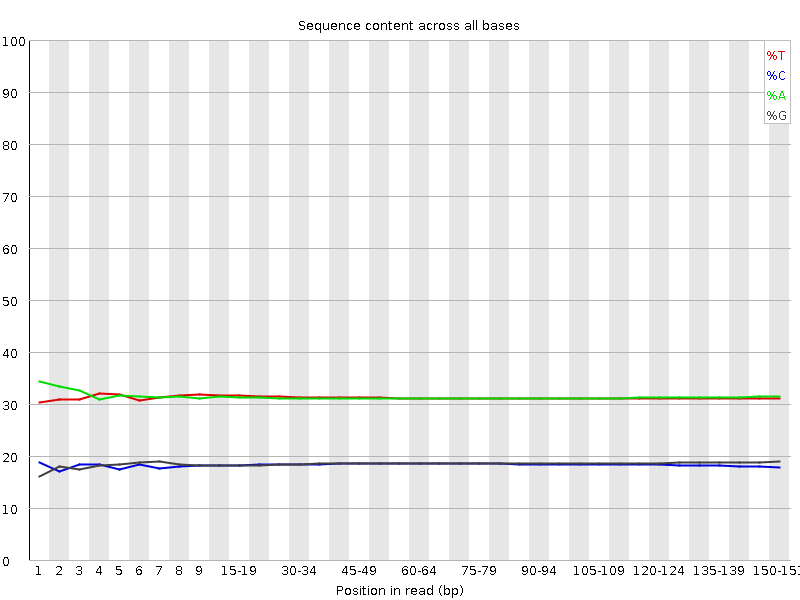 Sequence content across all bases
100
90
80
70
60
50
40
30
20
10
0
%T
%C
%A
%G
1 2 3 4 5 6 7 8 9 15-19 30-34 45-49 60-64 75-79 90-94 105-109 120-124 135-139 150-151
Position in read (bp)